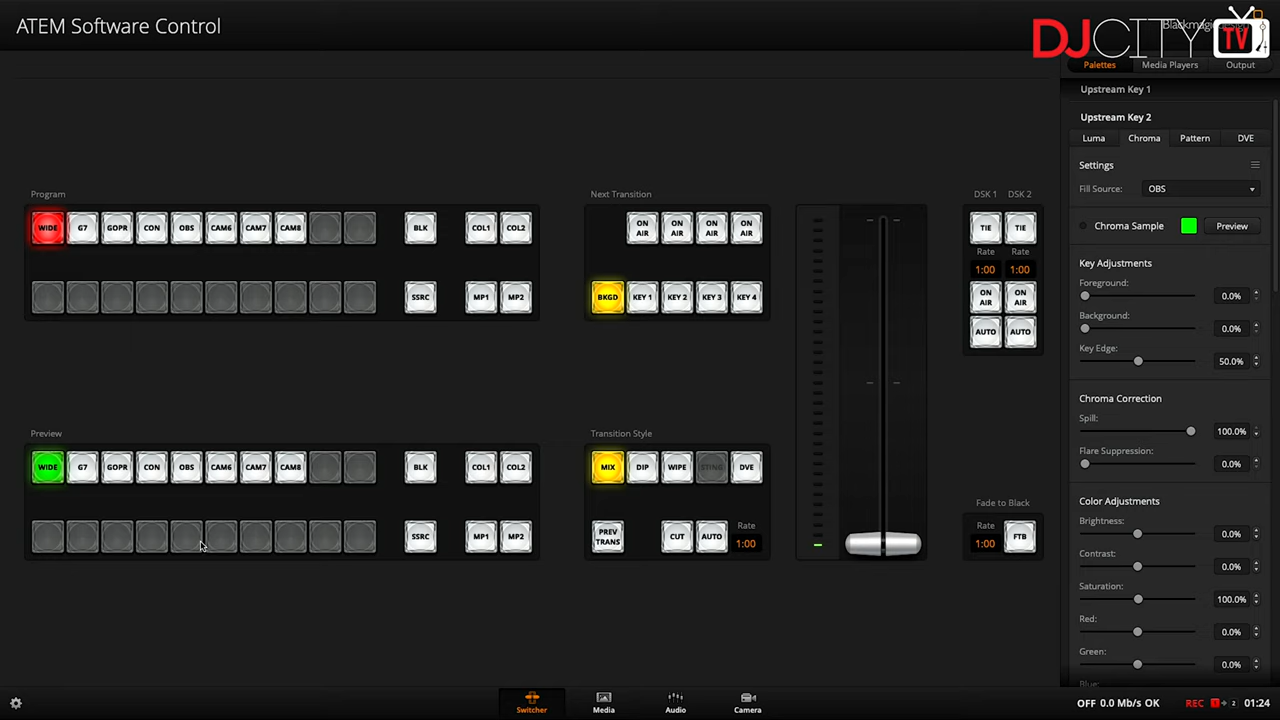 ATEM Software Control
DJCITY
TV
Palettes
Media Players
Output
Upstream Key 1
Upstream Key 2
Luma
Chroma
Pattern
DVE
Settings
Fill Source:
OBS
Chroma Sample
Preview
Key Adjustments
Foreground:
0.0%
Background:
0.0%
Key Edge:
50.0%
Chroma Correction
Spill:
100.0%
Flare Suppression:
0.0%
Color Adjustments
Brightness:
0.0%
Contrast:
0.0%
Saturation:
100.0%
Red:
0.0%
Green:
0.0%
Program
WIDE G7 GOPR CON OBS CAM6 CAM7 CAM8 BLK COL1 COL2
SSRC MP1 MP2
Next Transition
ON AIR ON AIR ON AIR ON AIR
BKGD KEY 1 KEY 2 KEY 3 KEY 4
DSK 1 DSK 2
TIE TIE
Rate Rate
1:00 1:00
ON AIR ON AIR
AUTO AUTO
Preview
WIDE G7 GOPR CON OBS CAM6 CAM7 CAM8 BLK COL1 COL2
SSRC MP1 MP2
Transition Style
MIX DIP WIPE STING DVE
PREV TRANS CUT AUTO
Rate
1:00
Fade to Black
Rate
1:00
FTB
Switcher
Media
Audio
Camera
OFF 0.0 Mb/s OK
REC 1 2 01:24